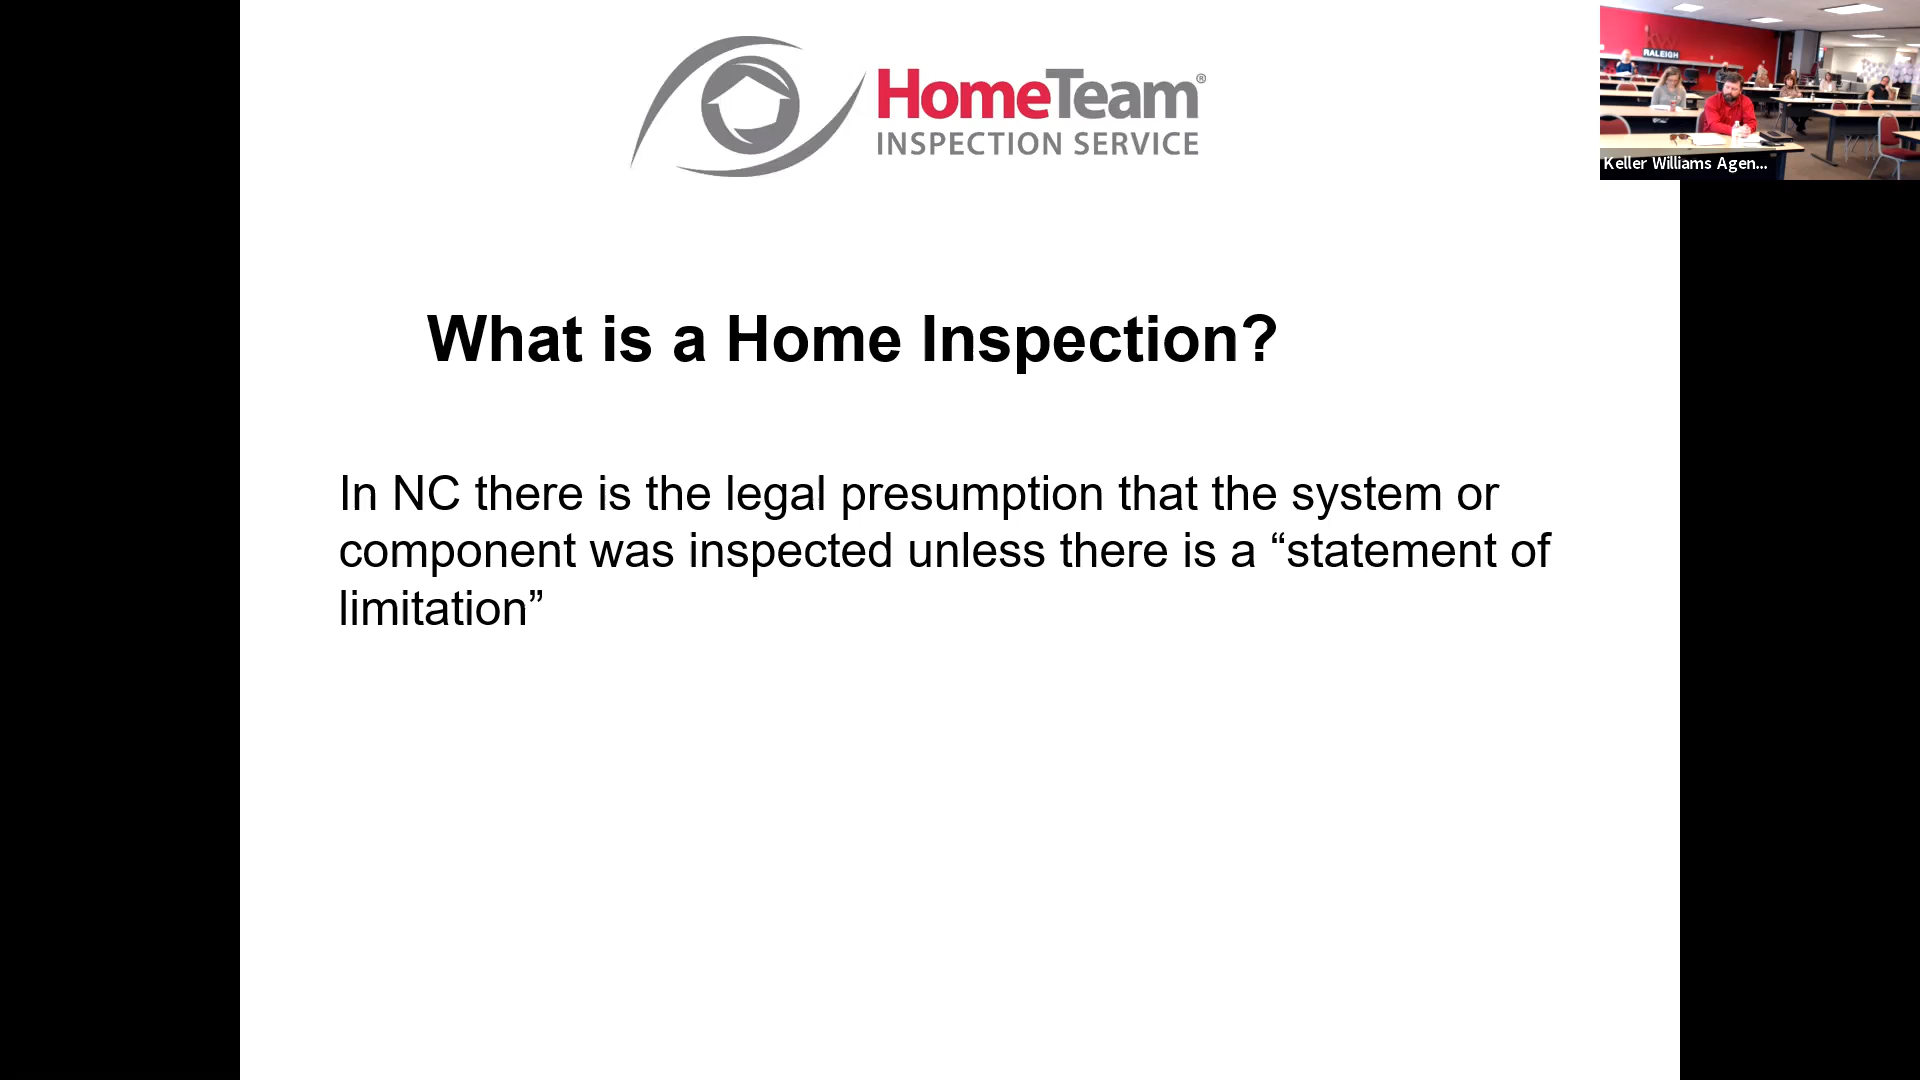 HomeTeam®
INSPECTION SERVICE
kw
RALEIGH
Keller Williams Agen...
What is a Home Inspection?
In NC there is the legal presumption that the system or
component was inspected unless there is a “statement of
limitation”